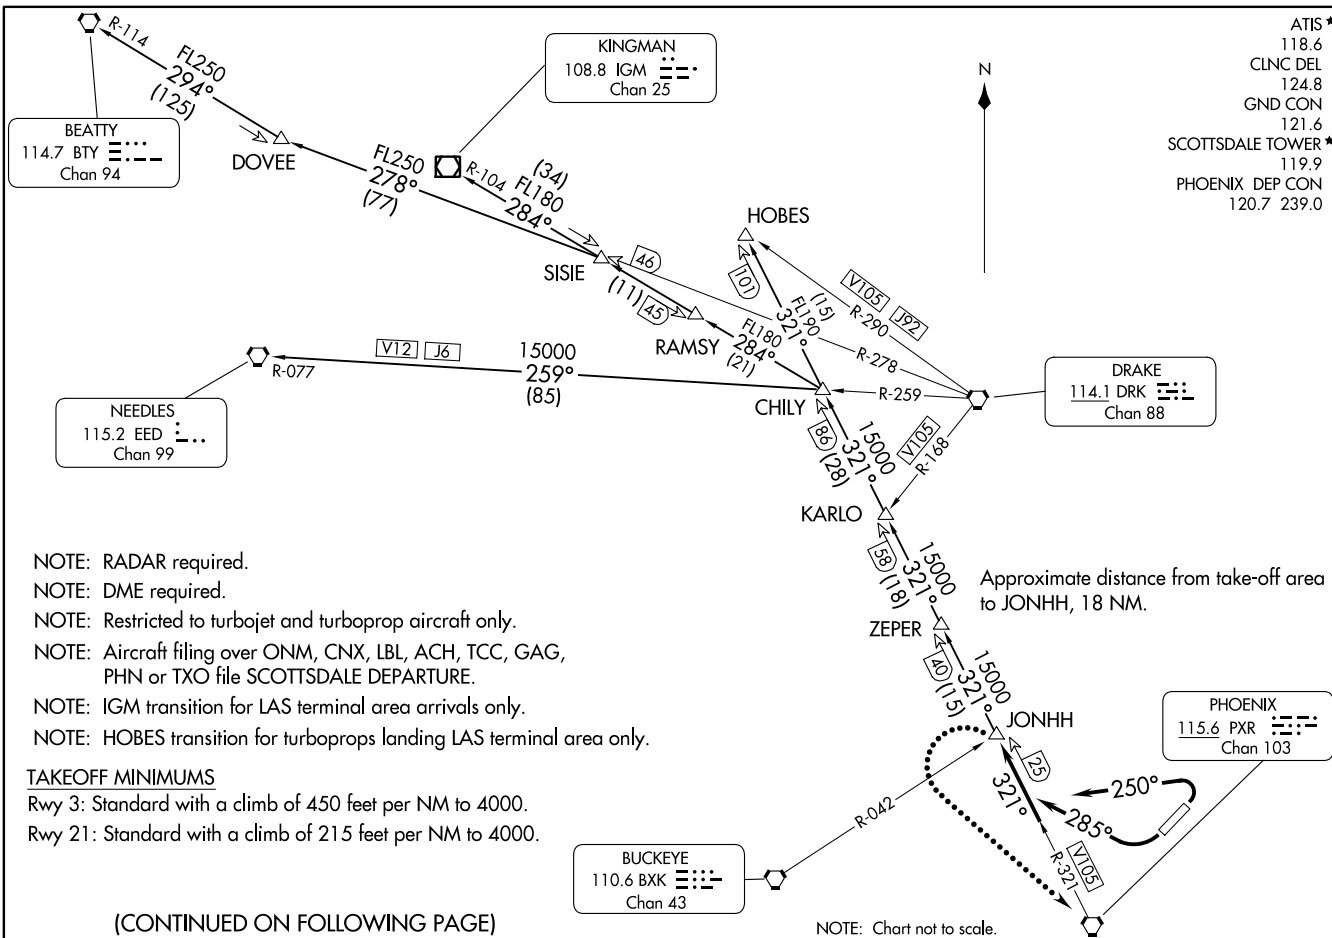 ATIS ★
118.6
CLNC DEL
124.8
GND CON
121.6
SCOTTSDALE TOWER ★
119.9
PHOENIX DEP CON
120.7 239.0
N
R-114
FL250
294°
(125)
BEATTY
114.7 BTY
Chan 94
DOVEE
KINGMAN
108.8 IGM
Chan 25
FL250
278°
(77)
R-104
(34)
FL180
284°
SISIE
46
(11)
45
RAMSY
HOBES
101
(15)
FL190
321°
V105
J92
R-290
R-278
FL180
284°
(21)
R-259
CHILY
DRAKE
114.1 DRK
Chan 88
V12
J6
15000
259°
(85)
R-077
NEEDLES
115.2 EED
Chan 99
V105
R-168
86
15000
321°
(28)
KARLO
58
15000
321°
(18)
ZEPER
40
15000
321°
(15)
JONHH
25
321°
Approximate distance from take-off area
to JONHH, 18 NM.
PHOENIX
115.6 PXR
Chan 103
250°
285°
V105
R-321
R-042
BUCKEYE
110.6 BXK
Chan 43
NOTE: RADAR required.
NOTE: DME required.
NOTE: Restricted to turbojet and turboprop aircraft only.
NOTE: Aircraft filing over ONM, CNX, LBL, ACH, TCC, GAG,
PHN or TXO file SCOTTSDALE DEPARTURE.
NOTE: IGM transition for LAS terminal area arrivals only.
NOTE: HOBES transition for turboprops landing LAS terminal area only.
TAKEOFF MINIMUMS
Rwy 3: Standard with a climb of 450 feet per NM to 4000.
Rwy 21: Standard with a climb of 215 feet per NM to 4000.
(CONTINUED ON FOLLOWING PAGE)
NOTE: Chart not to scale.